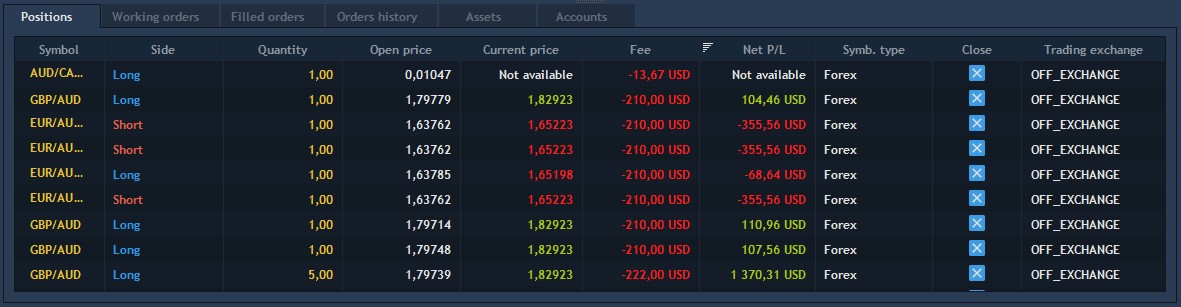 Positions Working orders Filled orders Orders history Assets Accounts
Symbol Side Quantity Open price Current price Fee Net P/L Symb. type Close Trading exchange
AUD/CA... Long 1,00 0,01047 Not available -13,67 USD Not available Forex OFF_EXCHANGE
GBP/AUD Long 1,00 1,79779 1,82923 -210,00 USD 104,46 USD Forex OFF_EXCHANGE
EUR/AU... Short 1,00 1,63762 1,65223 -210,00 USD -355,56 USD Forex OFF_EXCHANGE
EUR/AU... Short 1,00 1,63762 1,65223 -210,00 USD -355,56 USD Forex OFF_EXCHANGE
EUR/AU... Long 1,00 1,63785 1,65198 -210,00 USD -68,64 USD Forex OFF_EXCHANGE
EUR/AU... Short 1,00 1,63762 1,65223 -210,00 USD -355,56 USD Forex OFF_EXCHANGE
GBP/AUD Long 1,00 1,79714 1,82923 -210,00 USD 110,96 USD Forex OFF_EXCHANGE
GBP/AUD Long 1,00 1,79748 1,82923 -210,00 USD 107,56 USD Forex OFF_EXCHANGE
GBP/AUD Long 5,00 1,79739 1,82923 -222,00 USD 1 370,31 USD Forex OFF_EXCHANGE